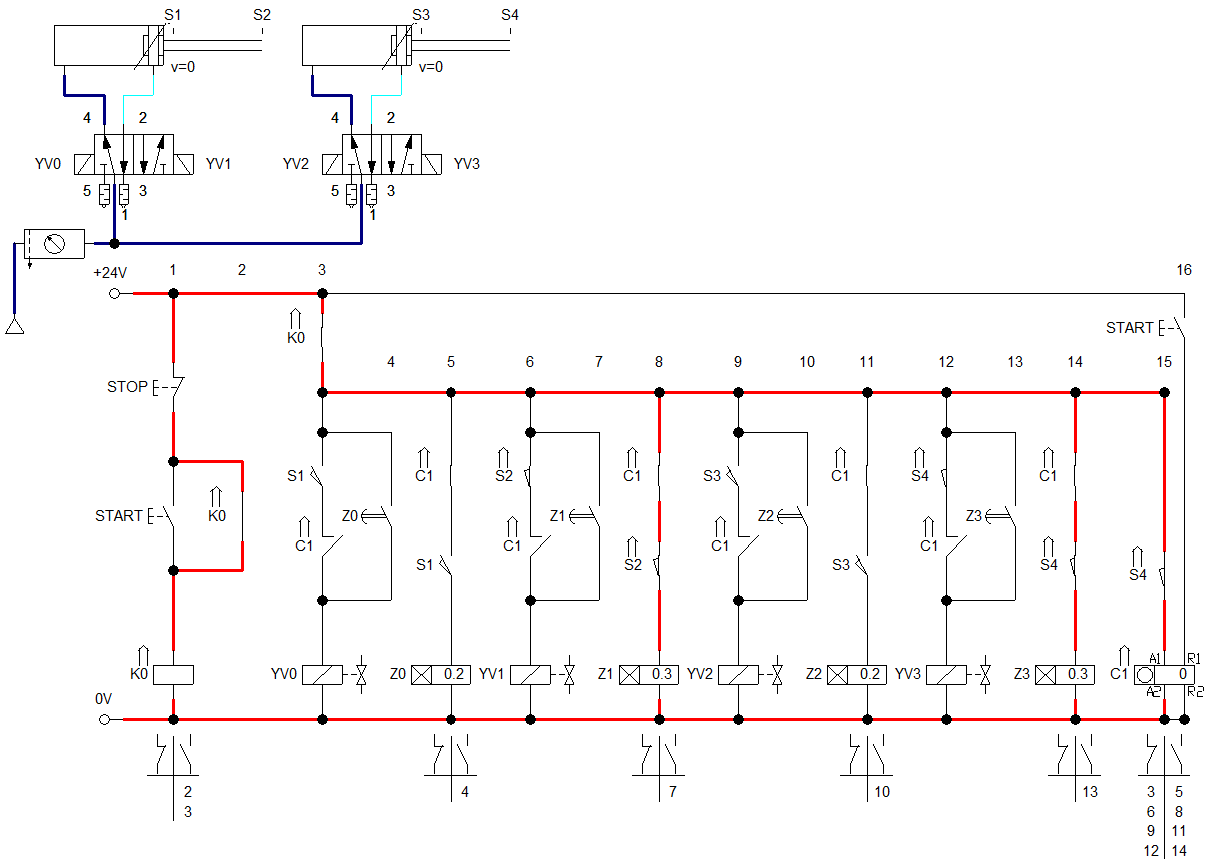 S1 S2 S3 S4
v=0 v=0
4 2 4 2
YV0 YV1 YV2 YV3
5 3 5 3
1 1
+24V 1 2 3 16
START
K0
4 5 6 7 8 9 10 11 12 13 14 15
STOP
S1 C1 S2 C1 S3 C1 S4 C1
START K0 Z0 Z1 Z2 Z3
C1 C1 C1 C1
S1 S2 S3 S4 S4
K0 YV0 Z0 0.2 YV1 Z1 0.3 YV2 Z2 0.2 YV3 Z3 0.3 C1 A1 R1 0
0V A2 R2
2 4 7 10 13 3 5
3 6 8
9 11
12 14